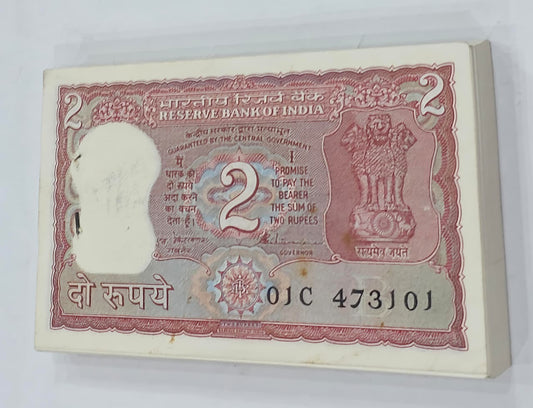 2
2
भारतीय रिज़र्व बैंक
RESERVE BANK OF INDIA
केन्द्रीय सरकार द्वारा प्रत्याभूत
GUARANTEED BY THE CENTRAL GOVERNMENT
मैं
धारक को
दो रुपये
अदा करने
का वचन
देता हूँ।
2
I
PROMISE
TO PAY THE
BEARER
THE SUM OF
TWO RUPEES
GOVERNOR
सत्यमेव जयते
दो रुपये
01C 473101